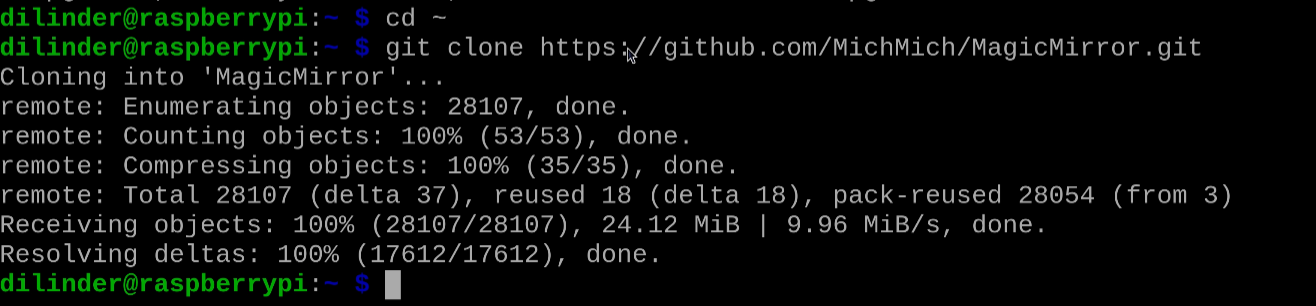 dilinder@raspberrypi:~ $ cd ~
dilinder@raspberrypi:~ $ git clone https://github.com/MichMich/MagicMirror.git
Cloning into 'MagicMirror'...
remote: Enumerating objects: 28107, done.
remote: Counting objects: 100% (53/53), done.
remote: Compressing objects: 100% (35/35), done.
remote: Total 28107 (delta 37), reused 18 (delta 18), pack-reused 28054 (from 3)
Receiving objects: 100% (28107/28107), 24.12 MiB | 9.96 MiB/s, done.
Resolving deltas: 100% (17612/17612), done.
dilinder@raspberrypi:~ $